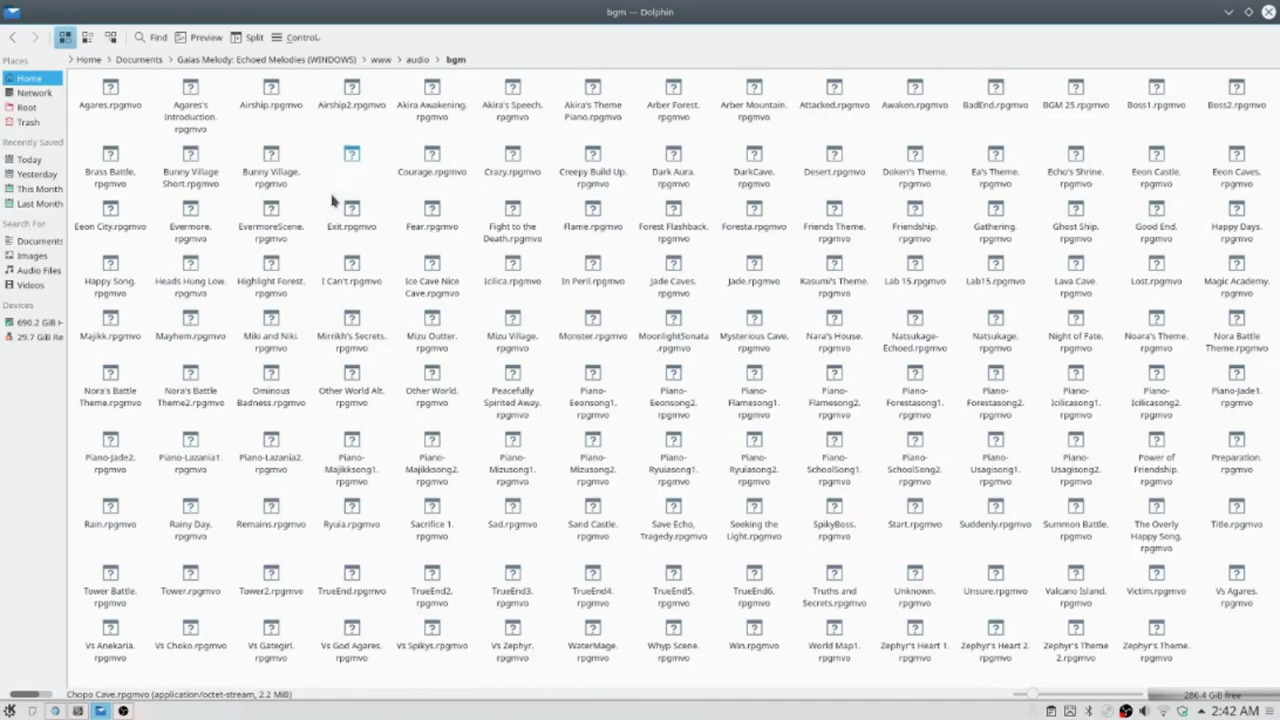 bgm — Dolphin
Find Preview Split Control
Places
Home Documents Gaias Melody: Echoed Melodies (WINDOWS) www audio bgm
Home
Network
Root
Trash
Recently Saved
Today
Yesterday
This Month
Last Month
Search For
Documents
Images
Audio Files
Videos
Devices
690.2 GiB H
29.7 GiB Re
Agares.rpgmvo Agares's Airship.rpgmvo Airship2.rpgmvo Akira Awakening. Akira's Speech. Akira's Theme Arber Forest. Arber Mountain. Attacked.rpgmvo Awaken.rpgmvo BadEnd.rpgmvo BGM 25.rpgmvo Boss1.rpgmvo Boss2.rpgmvo
Introduction. rpgmvo rpgmvo Piano.rpgmvo rpgmvo rpgmvo
rpgmvo
Brass Battle. Bunny Village Bunny Village. Courage.rpgmvo Crazy.rpgmvo Creepy Build Up. Dark Aura. DarkCave. Desert.rpgmvo Doken's Theme. Ea's Theme. Echo's Shrine. Eeon Castle. Eeon Caves.
rpgmvo Short.rpgmvo rpgmvo rpgmvo rpgmvo rpgmvo rpgmvo rpgmvo rpgmvo rpgmvo rpgmvo
Eeon City.rpgmvo Evermore. EvermoreScene. Exit.rpgmvo Fear.rpgmvo Fight to the Flame.rpgmvo Forest Flashback. Foresta.rpgmvo Friends Theme. Friendship. Gathering. Ghost Ship. Good End. Happy Days.
rpgmvo rpgmvo Death.rpgmvo rpgmvo rpgmvo rpgmvo rpgmvo rpgmvo rpgmvo rpgmvo
Happy Song. Heads Hung Low. Highlight Forest. I Can't.rpgmvo Ice Cave Nice Icilica.rpgmvo In Peril.rpgmvo Jade Caves. Jade.rpgmvo Kasumi's Theme. Lab 15.rpgmvo Lab15.rpgmvo Lava Cave. Lost.rpgmvo Magic Academy.
rpgmvo rpgmvo rpgmvo Cave.rpgmvo rpgmvo rpgmvo rpgmvo rpgmvo
Majikk.rpgmvo Mayhem.rpgmvo Miki and Niki. Mirrikh's Secrets. Mizu Outter. Mizu Village. Monster.rpgmvo MoonlightSonata Mysterious Cave. Nara's House. Natsukage- Natsukage. Night of Fate. Noara's Theme. Nora Battle
rpgmvo rpgmvo rpgmvo rpgmvo .rpgmvo rpgmvo rpgmvo Echoed.rpgmvo rpgmvo rpgmvo rpgmvo Theme.rpgmvo
Nora's Battle Nora's Battle Ominous Other World Alt. Other World. Peacefully Piano- Piano- Piano- Piano- Piano- Piano- Piano- Piano- Piano-Jade1.
Theme.rpgmvo Theme2.rpgmvo Badness.rpgmvo rpgmvo rpgmvo Spirited Away. Eeonsong1. Eeonsong2. Flamesong1. Flamesong2. Forestasong1. Forestasong2. Icilicasong1. Icilicasong2. rpgmvo
rpgmvo rpgmvo rpgmvo rpgmvo rpgmvo rpgmvo rpgmvo rpgmvo rpgmvo
Piano-Jade2. Piano-Lazania1. Piano-Lazania2. Piano- Piano- Piano- Piano- Piano- Piano- Piano- Piano- Piano- Piano- Power of Preparation.
rpgmvo rpgmvo rpgmvo Majikksong1. Majikksong2. Mizusong1. Mizusong2. Ryuiasong1. Ryuiasong2. SchoolSong1. SchoolSong2. Usagisong1. Usagisong2. Friendship. rpgmvo
rpgmvo rpgmvo rpgmvo rpgmvo rpgmvo rpgmvo rpgmvo rpgmvo rpgmvo rpgmvo rpgmvo
Rain.rpgmvo Rainy Day. Remains.rpgmvo Ryuia.rpgmvo Sacrifice 1. Sad.rpgmvo Sand Castle. Save Echo, Seeking the SpikyBoss. Start.rpgmvo Suddenly.rpgmvo Summon Battle. The Overly Title.rpgmvo
rpgmvo rpgmvo rpgmvo Tragedy.rpgmvo Light.rpgmvo rpgmvo rpgmvo Happy Song.
rpgmvo
Tower Battle. Tower.rpgmvo Tower2.rpgmvo TrueEnd.rpgmvo TrueEnd2. TrueEnd3. TrueEnd4. TrueEnd5. TrueEnd6. Truths and Unknown. Unsure.rpgmvo Valcano Island. Victim.rpgmvo Vs Agares.
rpgmvo rpgmvo rpgmvo rpgmvo rpgmvo rpgmvo Secrets.rpgmvo rpgmvo rpgmvo rpgmvo
Vs Anekaria. Vs Choko.rpgmvo Vs Gategirl. Vs God Agares. Vs Spikys.rpgmvo Vs Zephyr. WaterMage. Whyp Scene. Win.rpgmvo World Map1. Zephyr's Heart 1. Zephyr's Heart 2. Zephyr's Theme Zephyr's Theme.
rpgmvo rpgmvo rpgmvo rpgmvo rpgmvo rpgmvo rpgmvo rpgmvo rpgmvo 2.rpgmvo rpgmvo
Chopo Cave.rpgmvo (application/octet-stream, 2.2 MiB) 286.4 GiB free
2:42 AM